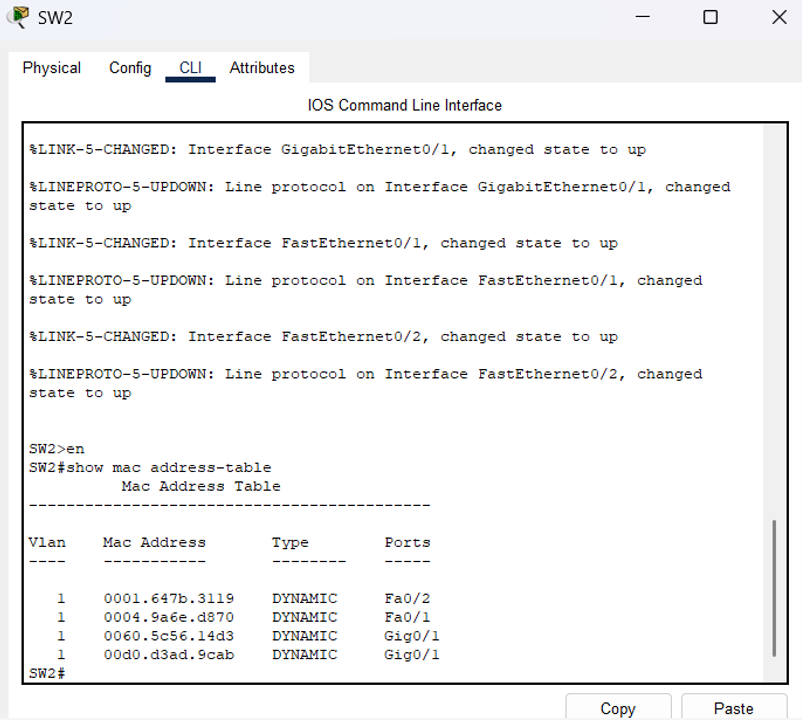 SW2
Physical Config CLI Attributes
IOS Command Line Interface
%LINK-5-CHANGED: Interface GigabitEthernet0/1, changed state to up
%LINEPROTO-5-UPDOWN: Line protocol on Interface GigabitEthernet0/1, changed
state to up
%LINK-5-CHANGED: Interface FastEthernet0/1, changed state to up
%LINEPROTO-5-UPDOWN: Line protocol on Interface FastEthernet0/1, changed
state to up
%LINK-5-CHANGED: Interface FastEthernet0/2, changed state to up
%LINEPROTO-5-UPDOWN: Line protocol on Interface FastEthernet0/2, changed
state to up
SW2>en
SW2#show mac address-table
Mac Address Table
-------------------------------------------
Vlan Mac Address Type Ports
---- ----------- -------- -----
1 0001.647b.3119 DYNAMIC Fa0/2
1 0004.9a6e.d870 DYNAMIC Fa0/1
1 0060.5c56.14d3 DYNAMIC Gig0/1
1 00d0.d3ad.9cab DYNAMIC Gig0/1
SW2#
Copy Paste